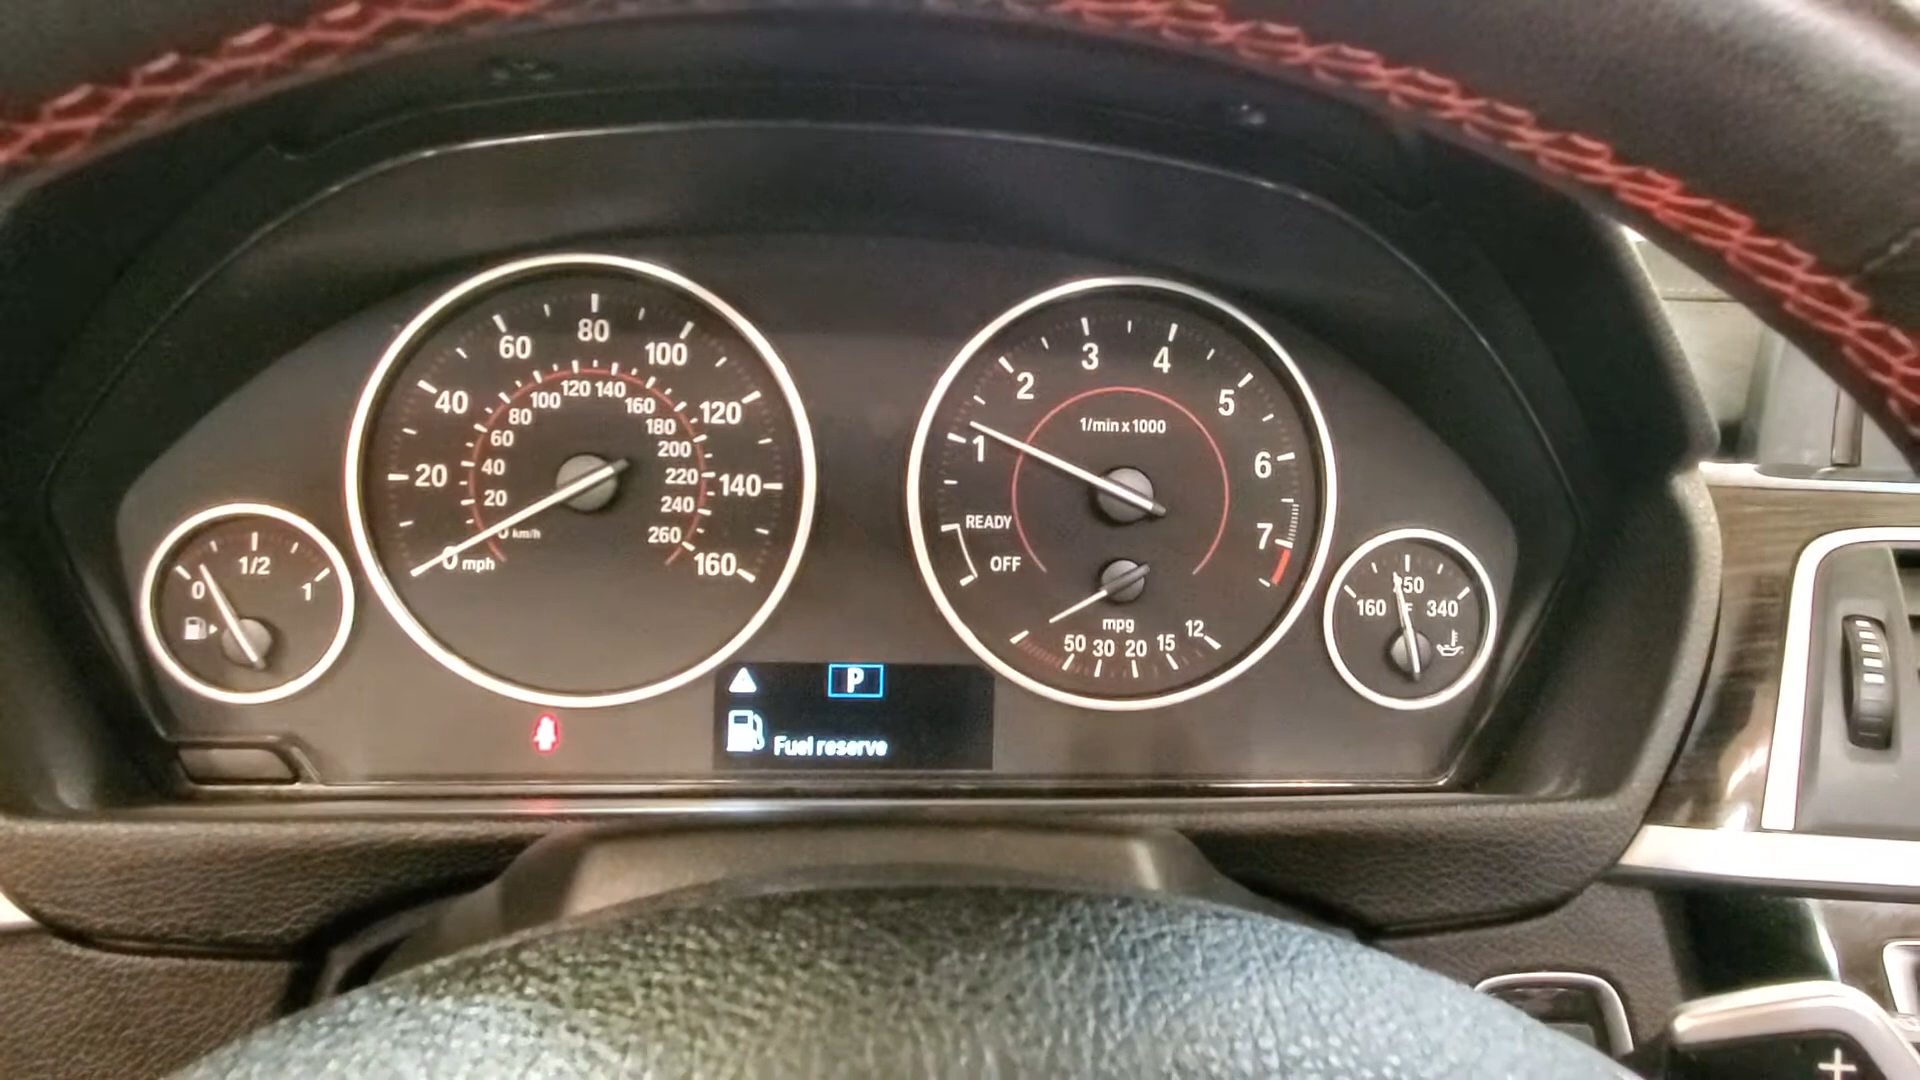 0 1/2 1
0 mph 20 40 60 80 100 120 140 160
0 km/h 20 40 60 80 100 120 140 160 180 200 220 240 260
P
Fuel reserve
1/min x 1000
1 2 3 4 5 6 7
READY
OFF
mpg
50 30 20 15 12
160 250 340
°F
+